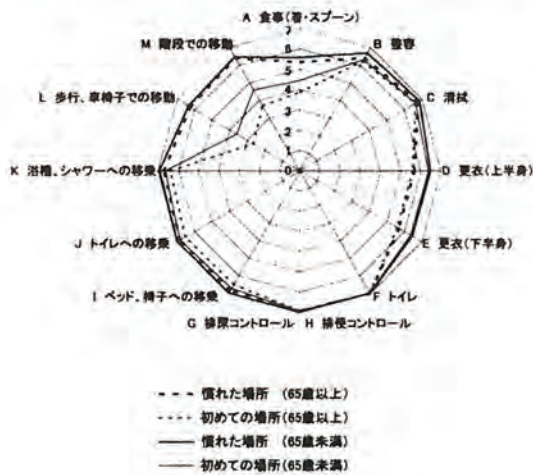 A 食事(箸・スプーン)
B 整容
C 清拭
D 更衣(上半身)
E 更衣(下半身)
F トイレ
H 排便コントロール
G 排尿コントロール
I ベッド、椅子への移乗
J トイレへの移乗
K 浴槽、シャワーへの移乗
L 歩行、車椅子での移動
M 階段での移動
7
6
5
4
3
2
1
0
慣れた場所 (65歳以上)
初めての場所(65歳以上)
慣れた場所 (65歳未満)
初めての場所(65歳未満)